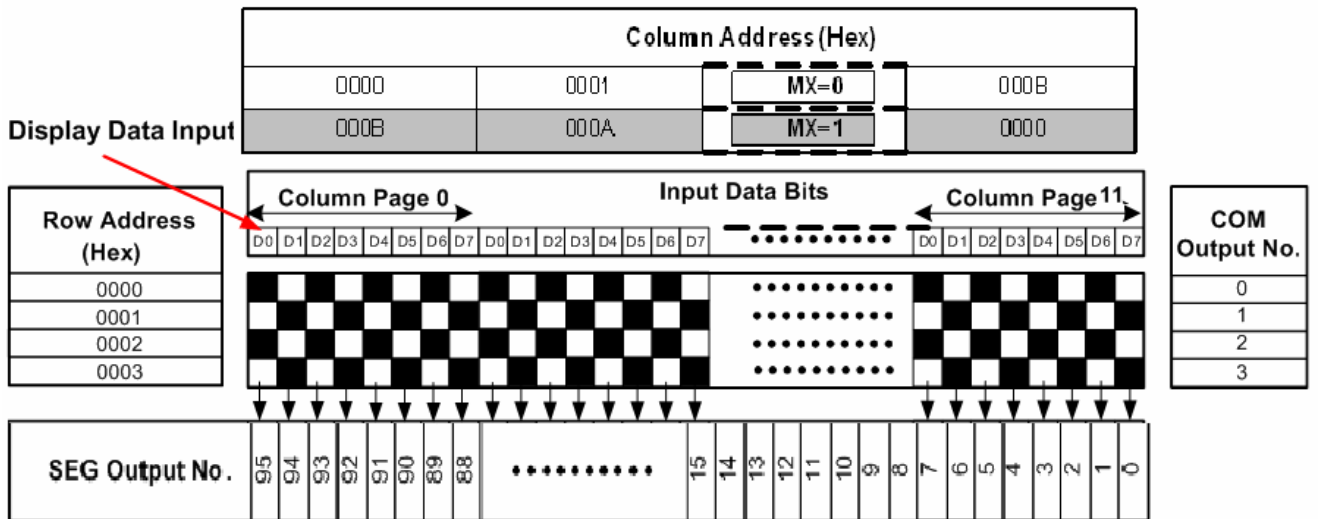 Column Address (Hex)
0000 0001 MX=0 000B
000B 000A MX=1 0000
Display Data Input
Column Page 0 Input Data Bits Column Page 11
D0 D1 D2 D3 D4 D5 D6 D7 D0 D1 D2 D3 D4 D5 D6 D7 D0 D1 D2 D3 D4 D5 D6 D7
Row Address
(Hex)
0000
0001
0002
0003
COM
Output No.
0
1
2
3
SEG Output No. 95 94 93 92 91 90 89 88 15 14 13 12 11 10 9 8 7 6 5 4 3 2 1 0